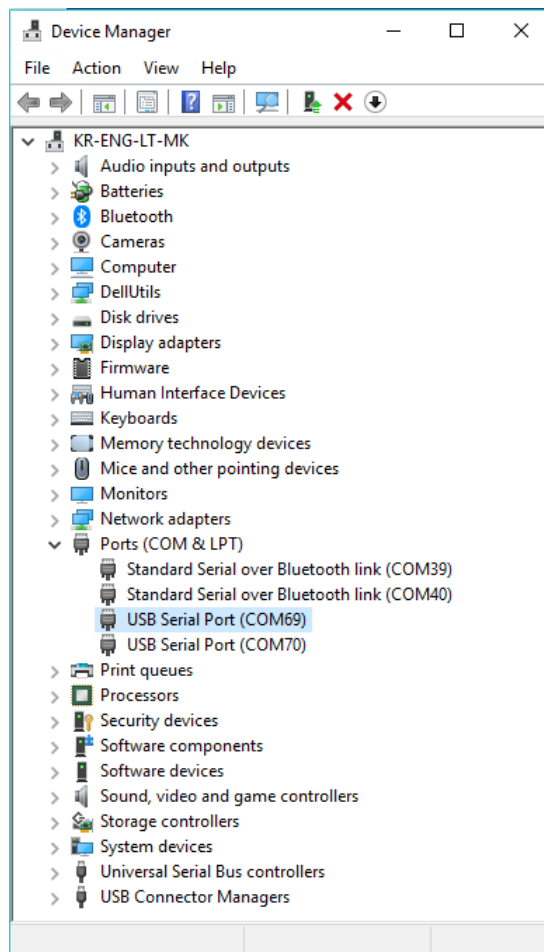 Device Manager
File Action View Help
KR-ENG-LT-MK
Audio inputs and outputs
Batteries
Bluetooth
Cameras
Computer
DellUtils
Disk drives
Display adapters
Firmware
Human Interface Devices
Keyboards
Memory technology devices
Mice and other pointing devices
Monitors
Network adapters
Ports (COM & LPT)
Standard Serial over Bluetooth link (COM39)
Standard Serial over Bluetooth link (COM40)
USB Serial Port (COM69)
USB Serial Port (COM70)
Print queues
Processors
Security devices
Software components
Software devices
Sound, video and game controllers
Storage controllers
System devices
Universal Serial Bus controllers
USB Connector Managers